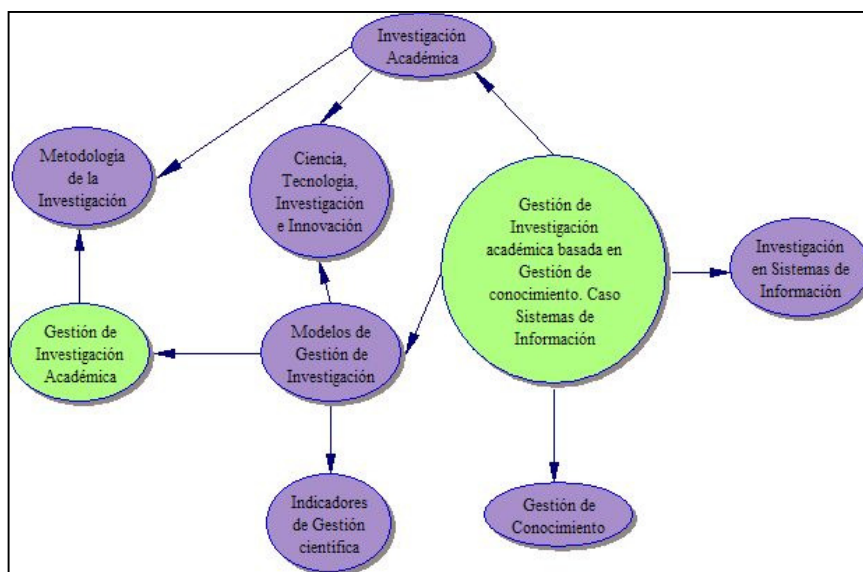 Investigación
Académica
Metodología
de la
Investigación
Ciencia,
Tecnología,
Investigación
e Innovación
Gestión de
Investigación
académica basada en
Gestión de
conocimiento. Caso
Sistemas de
Información
Investigación
en Sistemas de
Información
Gestión de
Investigación
Académica
Modelos de
Gestión de
Investigación
Indicadores
de Gestión
científica
Gestión de
Conocimiento